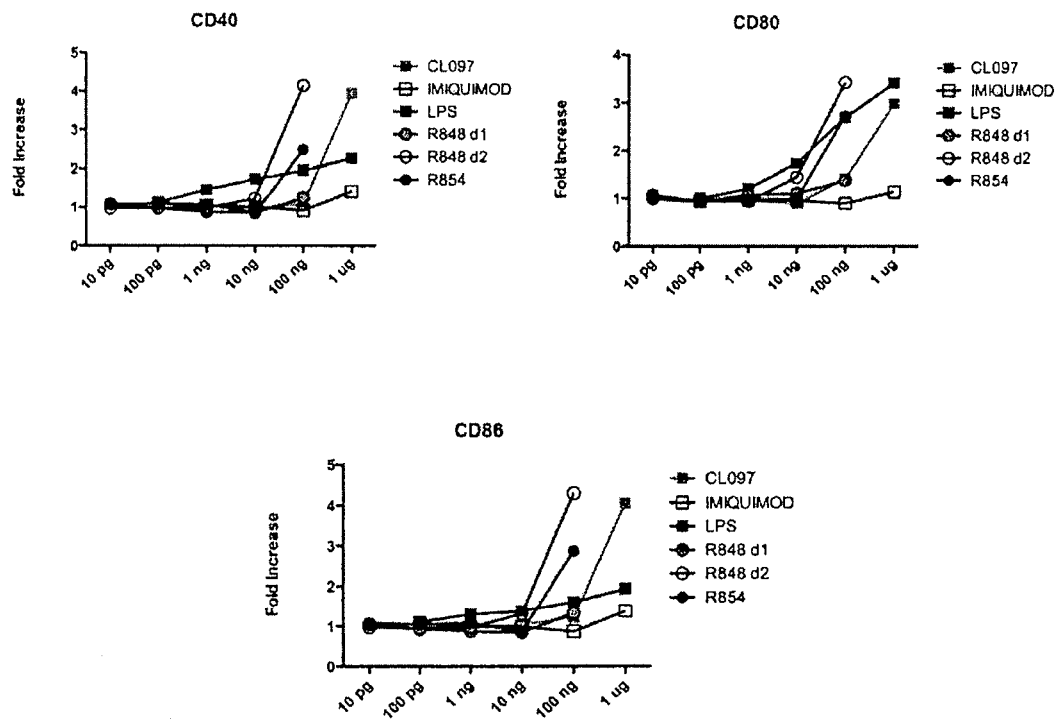 CD40
Fold Increase
5
4
3
2
1
0
10 pg
100 pg
1 ng
10 ng
100 ng
1 ug
CL097
IMIQUIMOD
LPS
R848 d1
R848 d2
R854
CD80
Fold Increase
4
3
2
1
0
10 pg
100 pg
1 ng
10 ng
100 ng
1 ug
CL097
IMIQUIMOD
LPS
R848 d1
R848 d2
R854
CD86
Fold Increase
5
4
3
2
1
0
10 pg
100 pg
1 ng
10 ng
100 ng
1 ug
CL097
IMIQUIMOD
LPS
R848 d1
R848 d2
R854